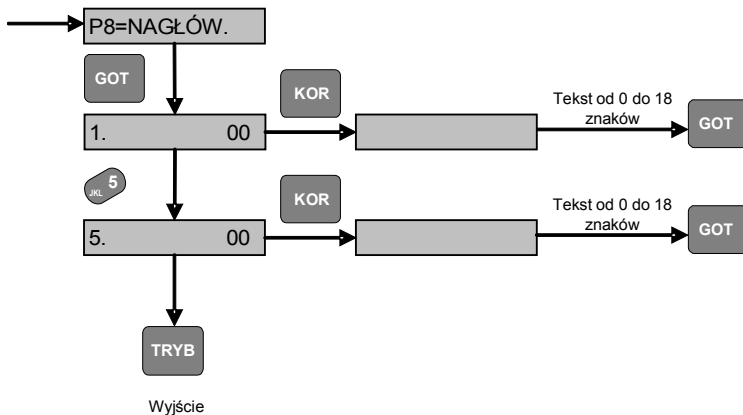 P8=NAGŁÓW.
GOT
KOR
Tekst od 0 do 18
znaków
GOT
1. 00
JKL 5
KOR
Tekst od 0 do 18
znaków
GOT
5. 00
TRYB
Wyjście